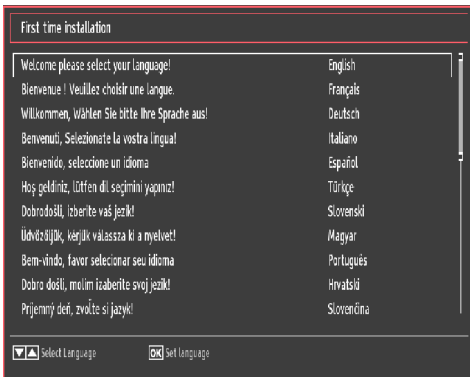 First time installation
Welcome please select your language! English
Bienvenue ! Veuillez choisir une langue. Français
Willkommen, Wählen Sie bitte Ihre Sprache aus! Deutsch
Benvenuti, Selezionate la vostra lingua! Italiano
Bienvenido, seleccione un idioma Español
Hoş geldiniz, lütfen dil seçimini yapınız! Türkçe
Dobrodošli, izberite vaš jezik! Slovenski
Üdvözöljük, kérjük válassza ki a nyelvet! Magyar
Bem-vindo, favor selecionar seu idioma Português
Dobro došli, molim izaberite svoj jezik! Hrvatski
Príjemný deň, zvoľte si jazyk! Slovenčina
Select Language OK Set language